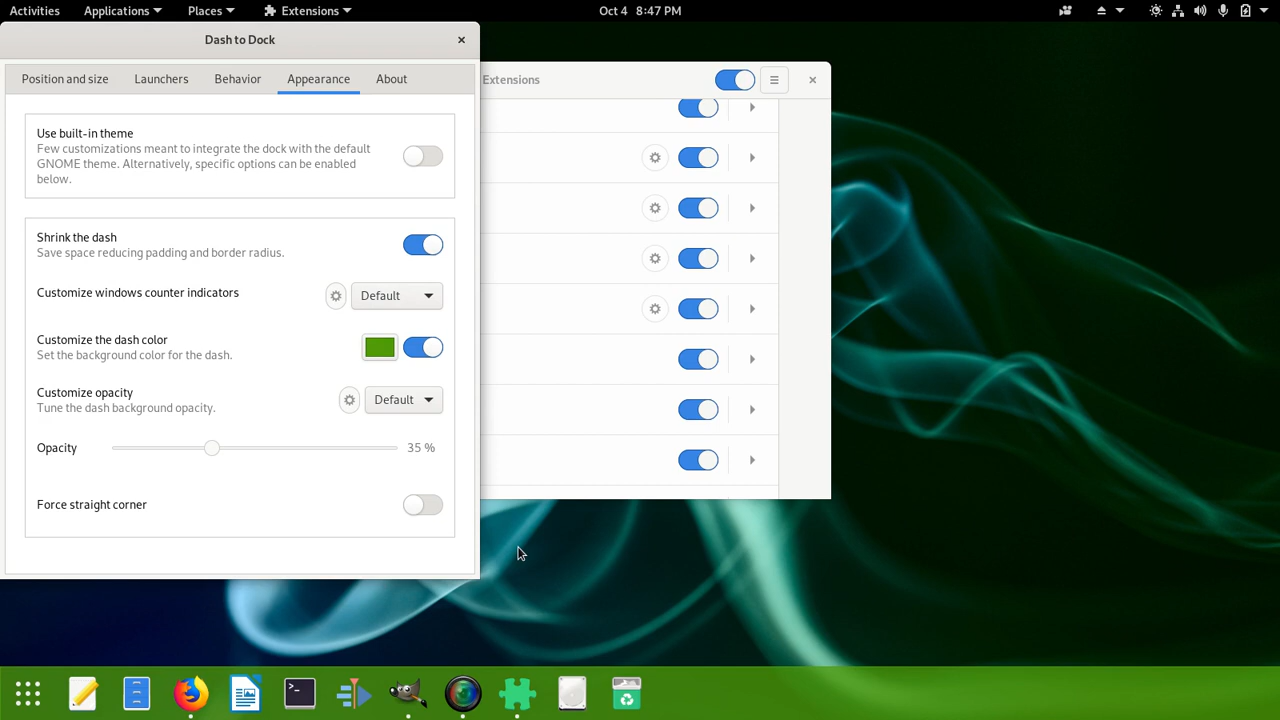 Activities Applications Places Extensions Oct 4 8:47 PM
Dash to Dock
Extensions
Position and size Launchers Behavior Appearance About
Use built-in theme
Few customizations meant to integrate the dock with the default
GNOME theme. Alternatively, specific options can be enabled
below.
Shrink the dash
Save space reducing padding and border radius.
Customize windows counter indicators Default
Customize the dash color
Set the background color for the dash.
Customize opacity Default
Tune the dash background opacity.
Opacity 35 %
Force straight corner